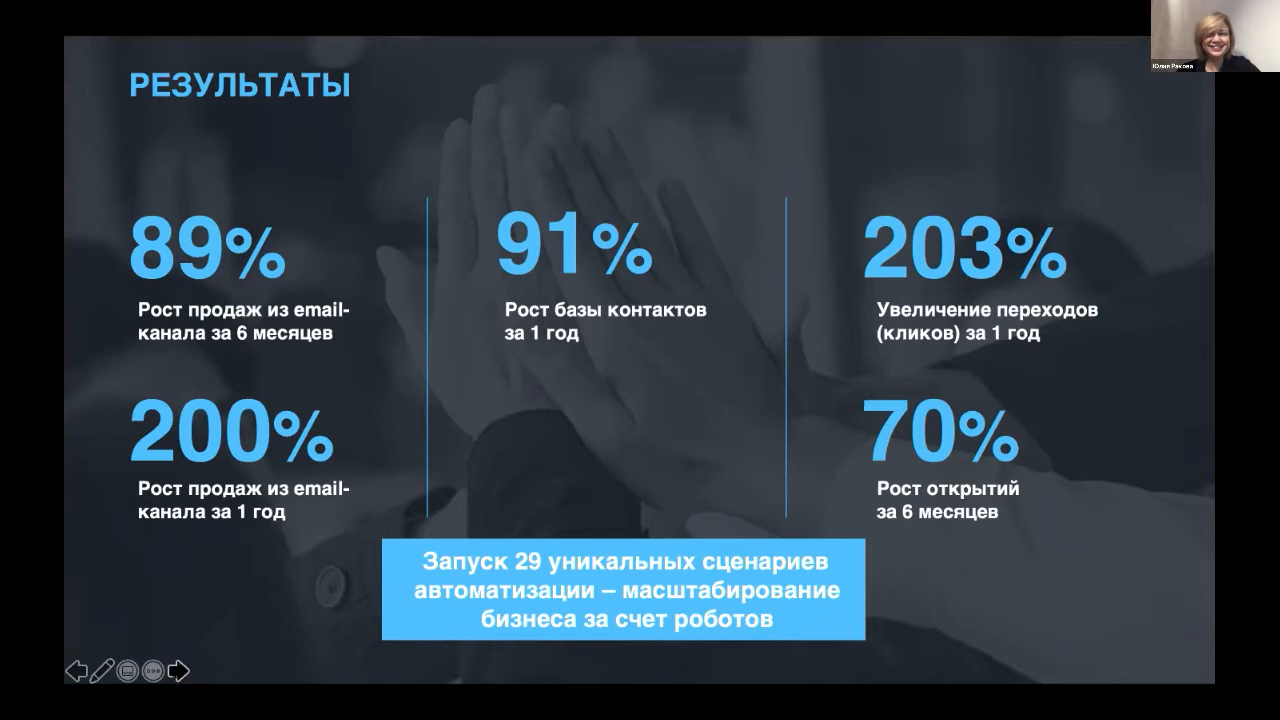 Юлия Ракова
РЕЗУЛЬТАТЫ
89%
Рост продаж из email-
канала за 6 месяцев
200%
Рост продаж из email-
канала за 1 год
91%
Рост базы контактов
за 1 год
203%
Увеличение переходов
(кликов) за 1 год
70%
Рост открытий
за 6 месяцев
Запуск 29 уникальных сценариев
автоматизации – масштабирование
бизнеса за счет роботов